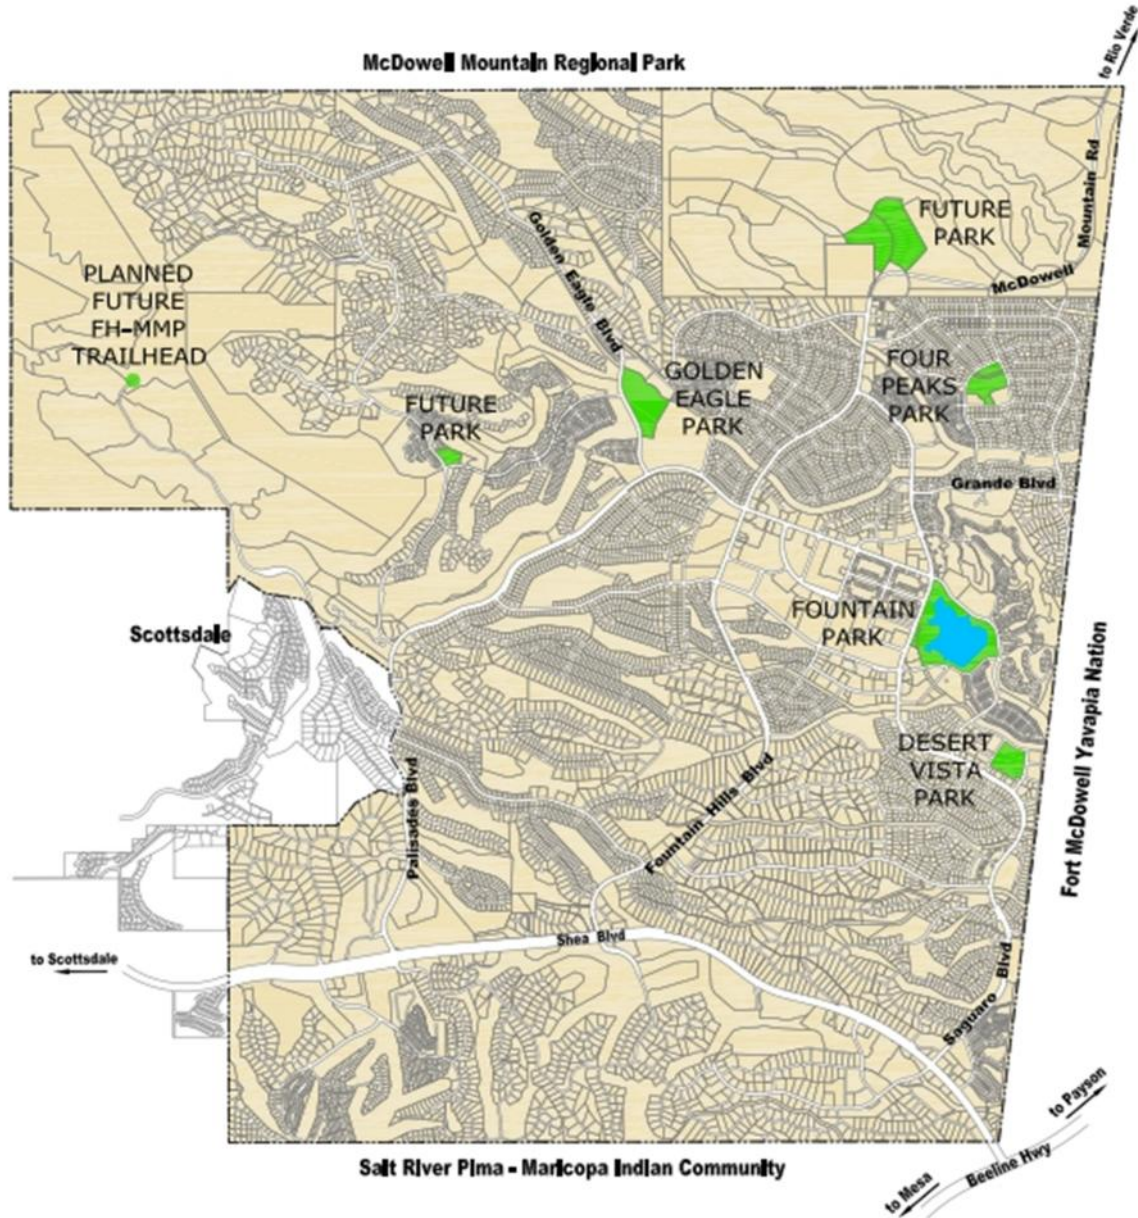 to Rio Verde
McDowell Mountain Regional Park
Mountain Rd
McDowell
FUTURE
PARK
Golden Eagle Blvd
PLANNED
FUTURE
FH-MMP
TRAILHEAD
FOUR
PEAKS
PARK
GOLDEN
EAGLE
PARK
FUTURE
PARK
Grande Blvd
FOUNTAIN
PARK
Scottsdale
Fort McDowell Yavapia Nation
DESERT
VISTA
PARK
Palisades Blvd
Fountain Hills Blvd
Shea Blvd
to Scottsdale
Saguaro Blvd
to Payson
Salt River Pima - Maricopa Indian Community
Beeline Hwy
to Mesa